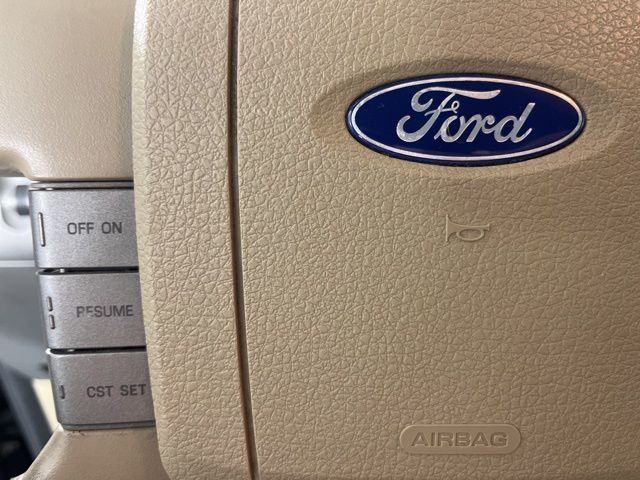 Ford
OFF ON
RESUME
CST SET
AIRBAG